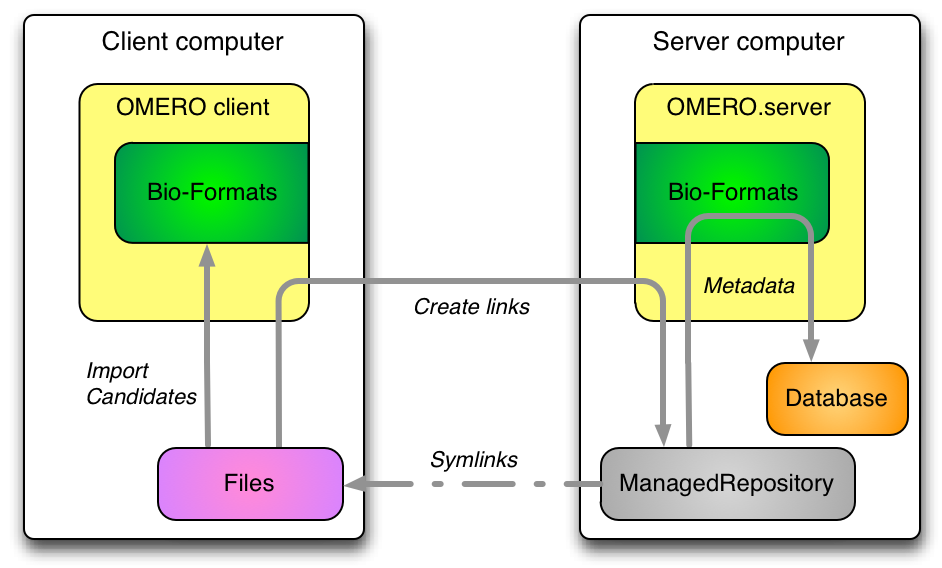 Client computer
OMERO client
Bio-Formats
Import
Candidates
Files
Create links
Symlinks
Server computer
OMERO.server
Bio-Formats
Metadata
Database
ManagedRepository